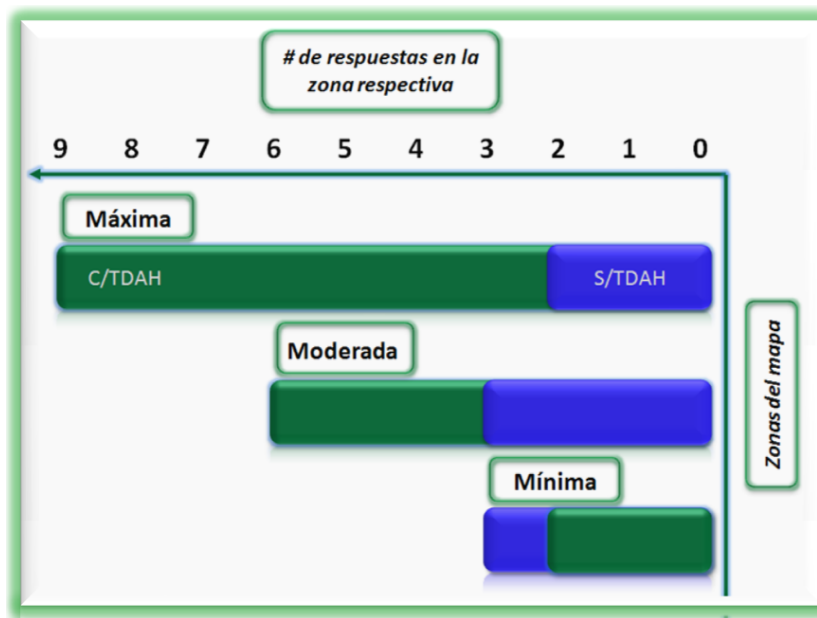 # de respuestas en la
zona respectiva
9 8 7 6 5 4 3 2 1 0
Máxima
C/TDAH S/TDAH
Moderada
Mínima
Zonas del mapa